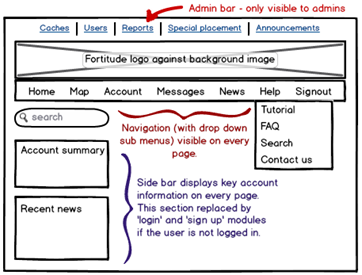 Admin bar - only visible to admins
Caches Users Reports Special placement Announcements
Fortitude logo against background image
Home Map Account Messages News Help Signout
search
Tutorial
FAQ
Search
Contact us
Navigation (with drop down
sub menus) visible on every
page.
Account summary
Recent news
Side bar displays key account
information on every page.
This section replaced by
'login' and 'sign up' modules
if the user is not logged in.